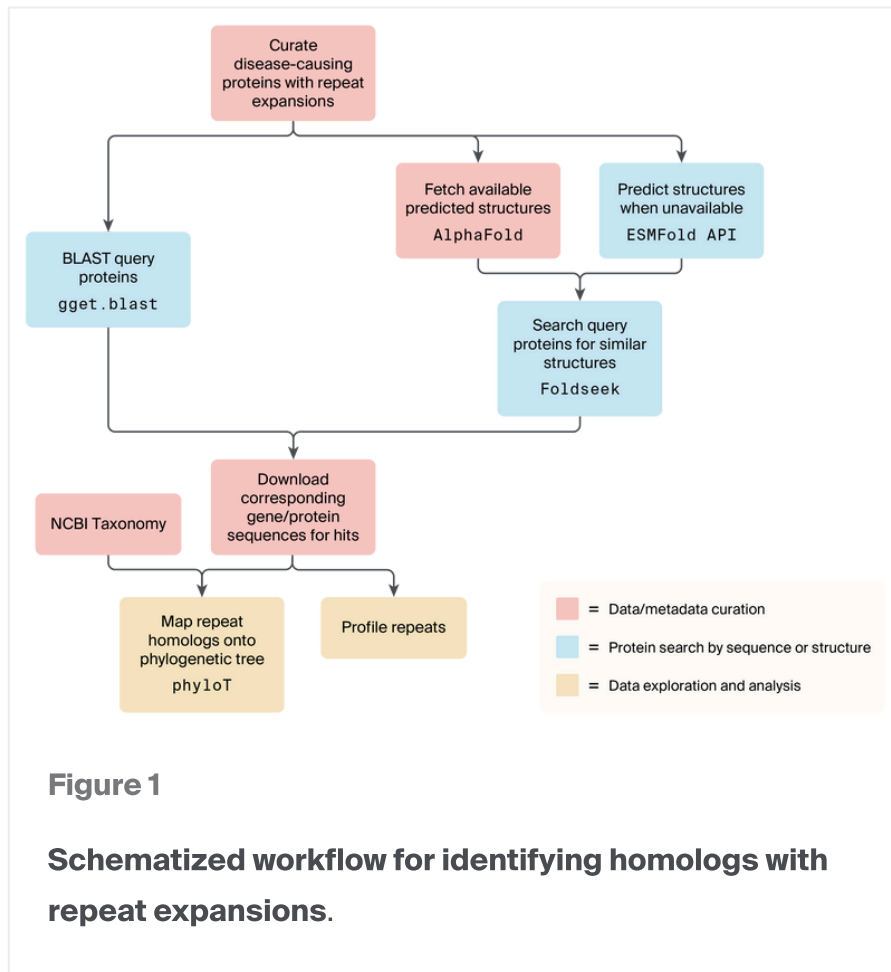 Curate
disease-causing
proteins with repeat
expansions
Fetch available
predicted structures
AlphaFold
Predict structures
when unavailable
ESMFold API
BLAST query
proteins
gget.blast
Search query
proteins for similar
structures
Foldseek
Download
corresponding
gene/protein
sequences for hits
NCBI Taxonomy
Map repeat
homologs onto
phylogenetic tree
phyloT
Profile repeats
= Data/metadata curation
= Protein search by sequence or structure
= Data exploration and analysis
Figure 1
Schematized workflow for identifying homologs with
repeat expansions.